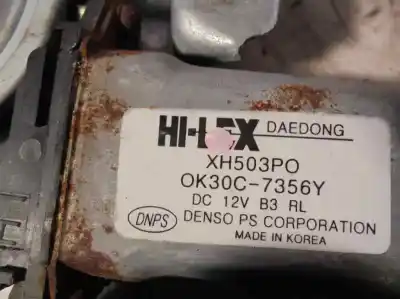 HI-LEX DAEDONG
XH503PO
OK30C-7356Y
DC 12V B3 RL
DNPS DENSO PS CORPORATION
MADE IN KOREA